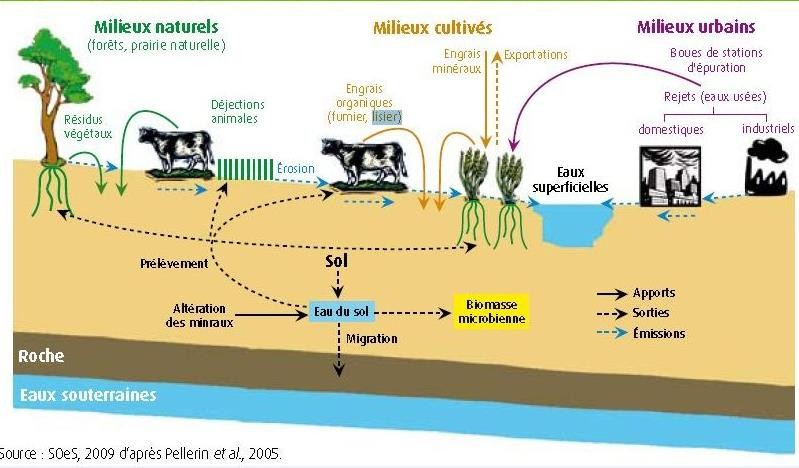 Milieux naturels
(forêts, prairie naturelle)
Milieux cultivés
Milieux urbains
Engrais
minéraux
Exportations
Boues de stations
d'épuration
Rejets (eaux usées)
domestiques
industriels
Résidus
végétaux
Déjections
animales
Engrais
organiques
(fumier, lisier)
Érosion
Eaux
superficielles
Prélèvement
Sol
Altération
des minraux
Eau du sol
Biomasse
microbienne
Migration
Apports
Sorties
Émissions
Roche
Eaux souterraines
Source : SOeS, 2009 d'après Pellerin et al., 2005.